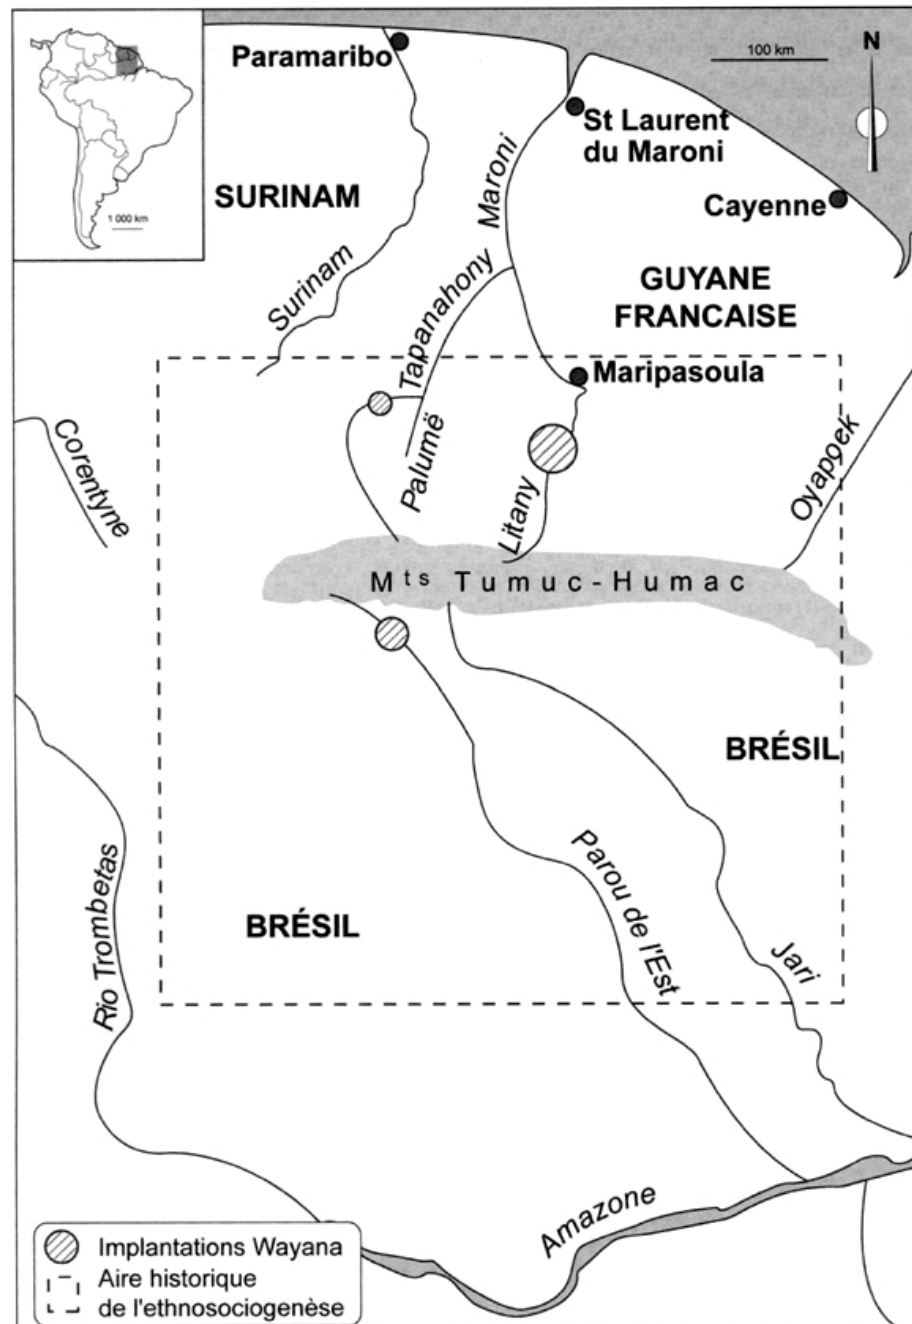 Paramaribo
100 km
N
St Laurent
du Maroni
Maroni
SURINAM
1 000 km
Cayenne
Surinam
Tapanahony
GUYANE
FRANCAISE
Maripasoula
Corentyne
Palumë
Litany
Oyapoek
Mts Tumuc-Humac
BRÉSIL
Rio Trombetas
BRÉSIL
Parou de l'Est
Jari
Amazone
Implantations Wayana
Aire historique
de l'ethnosociogenèse